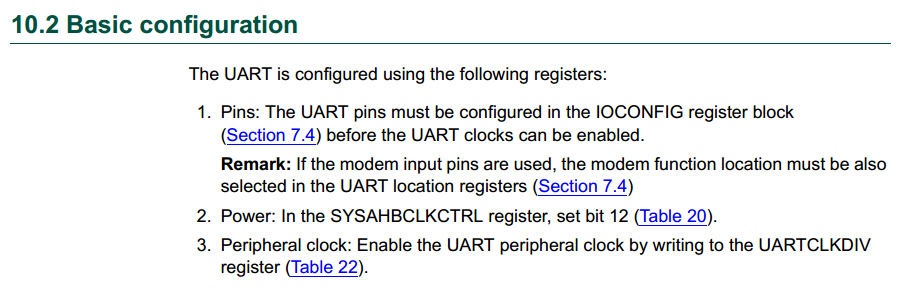 10.2 Basic configuration
The UART is configured using the following registers:
1. Pins: The UART pins must be configured in the IOCONFIG register block
(Section 7.4) before the UART clocks can be enabled.
Remark: If the modem input pins are used, the modem function location must be also
selected in the UART location registers (Section 7.4)
2. Power: In the SYSAHBCLKCTRL register, set bit 12 (Table 20).
3. Peripheral clock: Enable the UART peripheral clock by writing to the UARTCLKDIV
register (Table 22).